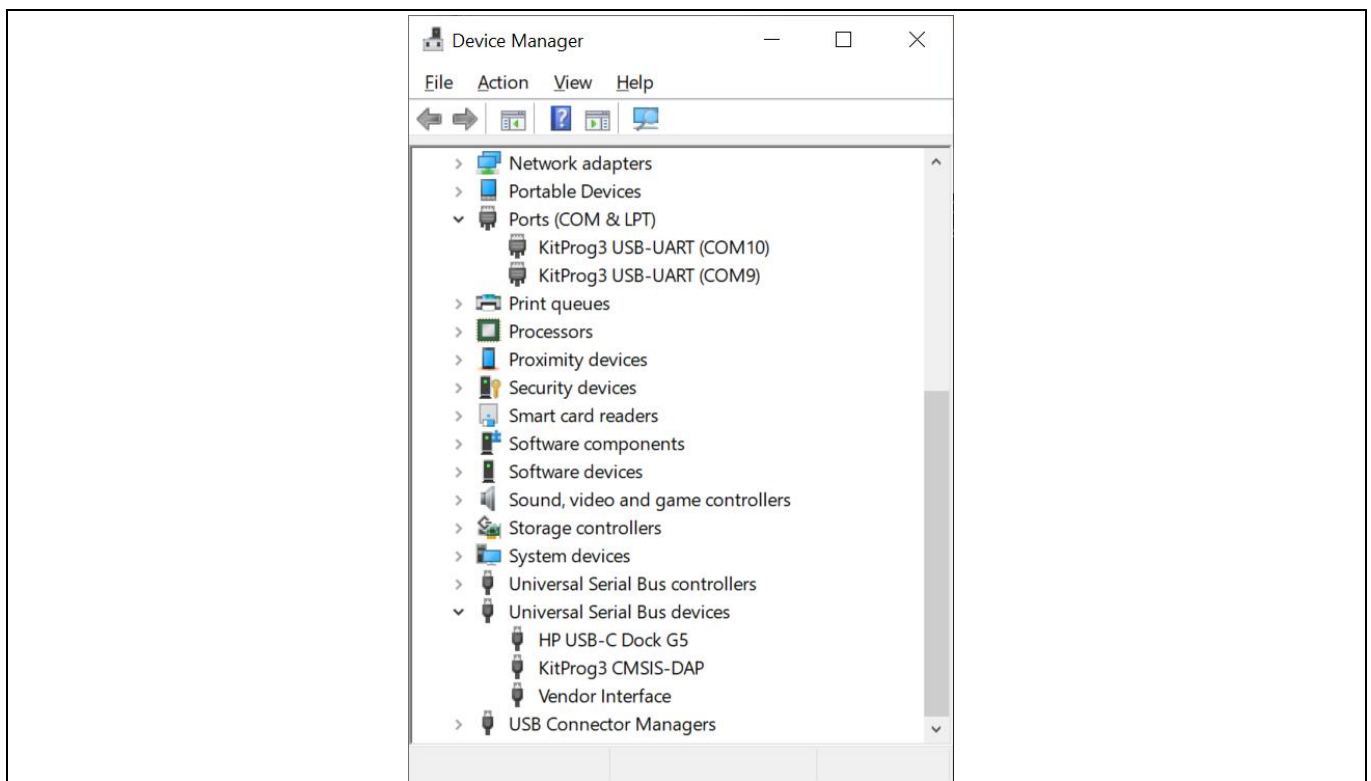 Device Manager
File Action View Help
Network adapters
Portable Devices
Ports (COM & LPT)
KitProg3 USB-UART (COM10)
KitProg3 USB-UART (COM9)
Print queues
Processors
Proximity devices
Security devices
Smart card readers
Software components
Software devices
Sound, video and game controllers
Storage controllers
System devices
Universal Serial Bus controllers
Universal Serial Bus devices
HP USB-C Dock G5
KitProg3 CMSIS-DAP
Vendor Interface
USB Connector Managers